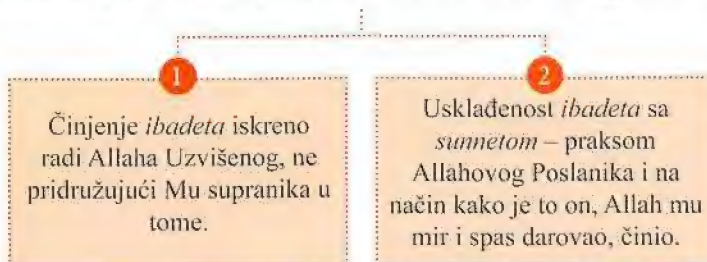 1
Činjenje ibadeta iskreno
radi Allaha Uzvišenog, ne
pridružujući Mu supranika u
tome.
2
Usklađenost ibadeta sa
sunnetom – praksom
Allahovog Poslanika i na
način kako je to on, Allah mu
mir i spas darovao, činio.